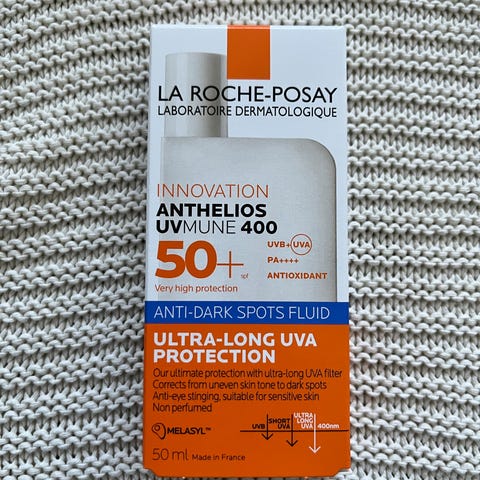 LA ROCHE-POSAY
LABORATOIRE DERMATOLOGIQUE
INNOVATION
ANTHELIOS
UVMUNE 400
50+ spf
Very high protection
UVB+UVA
PA++++
ANTIOXIDANT
ANTI-DARK SPOTS FLUID
ULTRA-LONG UVA
PROTECTION
Our ultimate protection with ultra-long UVA filter
Corrects from uneven skin tone to dark spots
Anti-eye stinging, suitable for sensitive skin
Non perfumed
MELASYL™
UVB
SHORT
UVA
ULTRA
LONG
UVA
400nm
50 ml Made in France